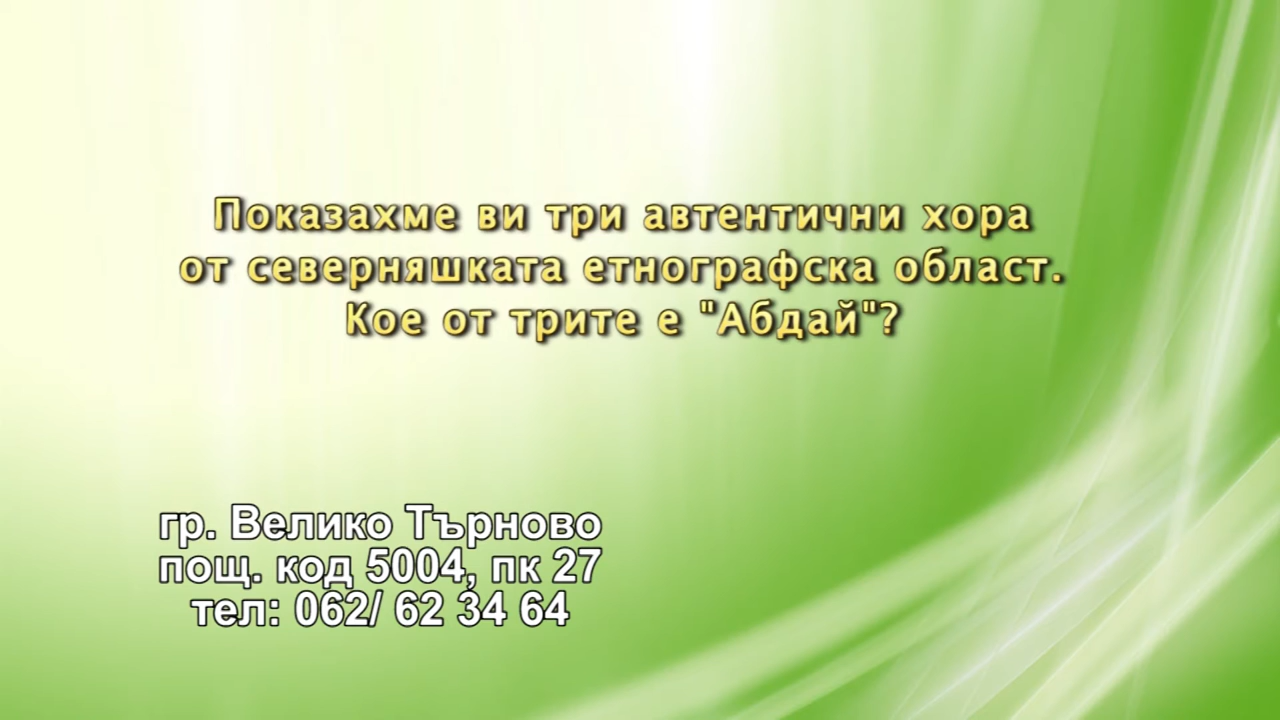 Показахме ви три автентични хора
от северняшката етнографска област.
Кое от трите е "Абдай"?
гр. Велико Търново
пощ. код 5004, пк 27
тел: 062/ 62 34 64